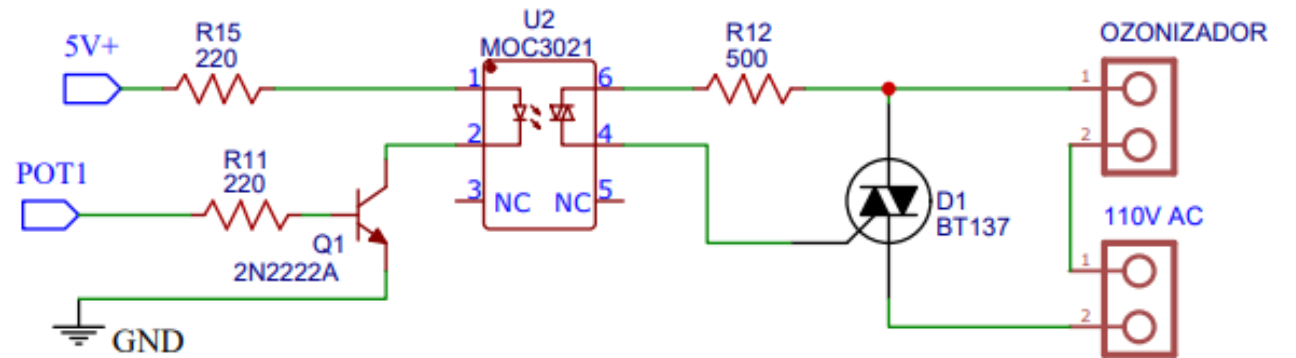 5V+
R15
220
U2
MOC3021
1
2
3
NC
NC
6
4
5
R12
500
OZONIZADOR
1
2
POT1
R11
220
Q1
2N2222A
D1
BT137
110V AC
1
2
GND